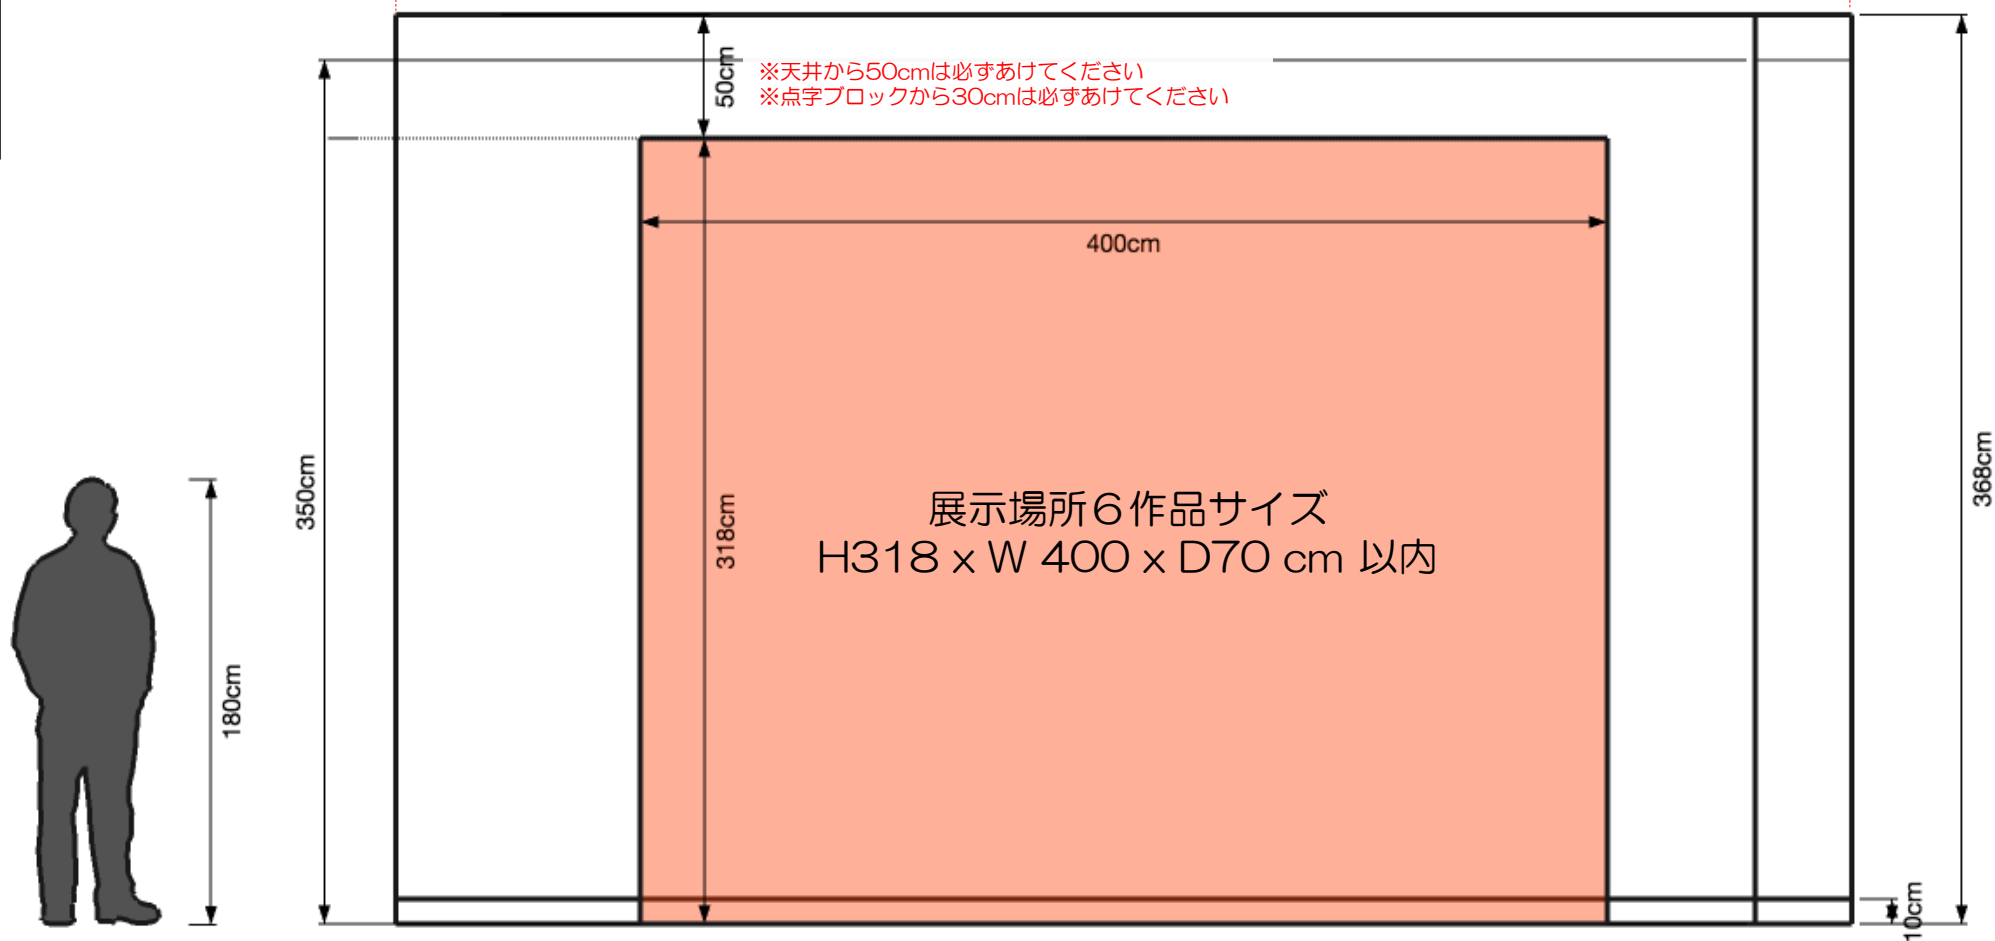 50cm
※天井から50cmは必ずあけてください
※点字ブロックから30cmは必ずあけてください
400cm
350cm
318cm
368cm
展示場所６作品サイズ
H318 x W 400 x D70 cm 以内
180cm
10cm